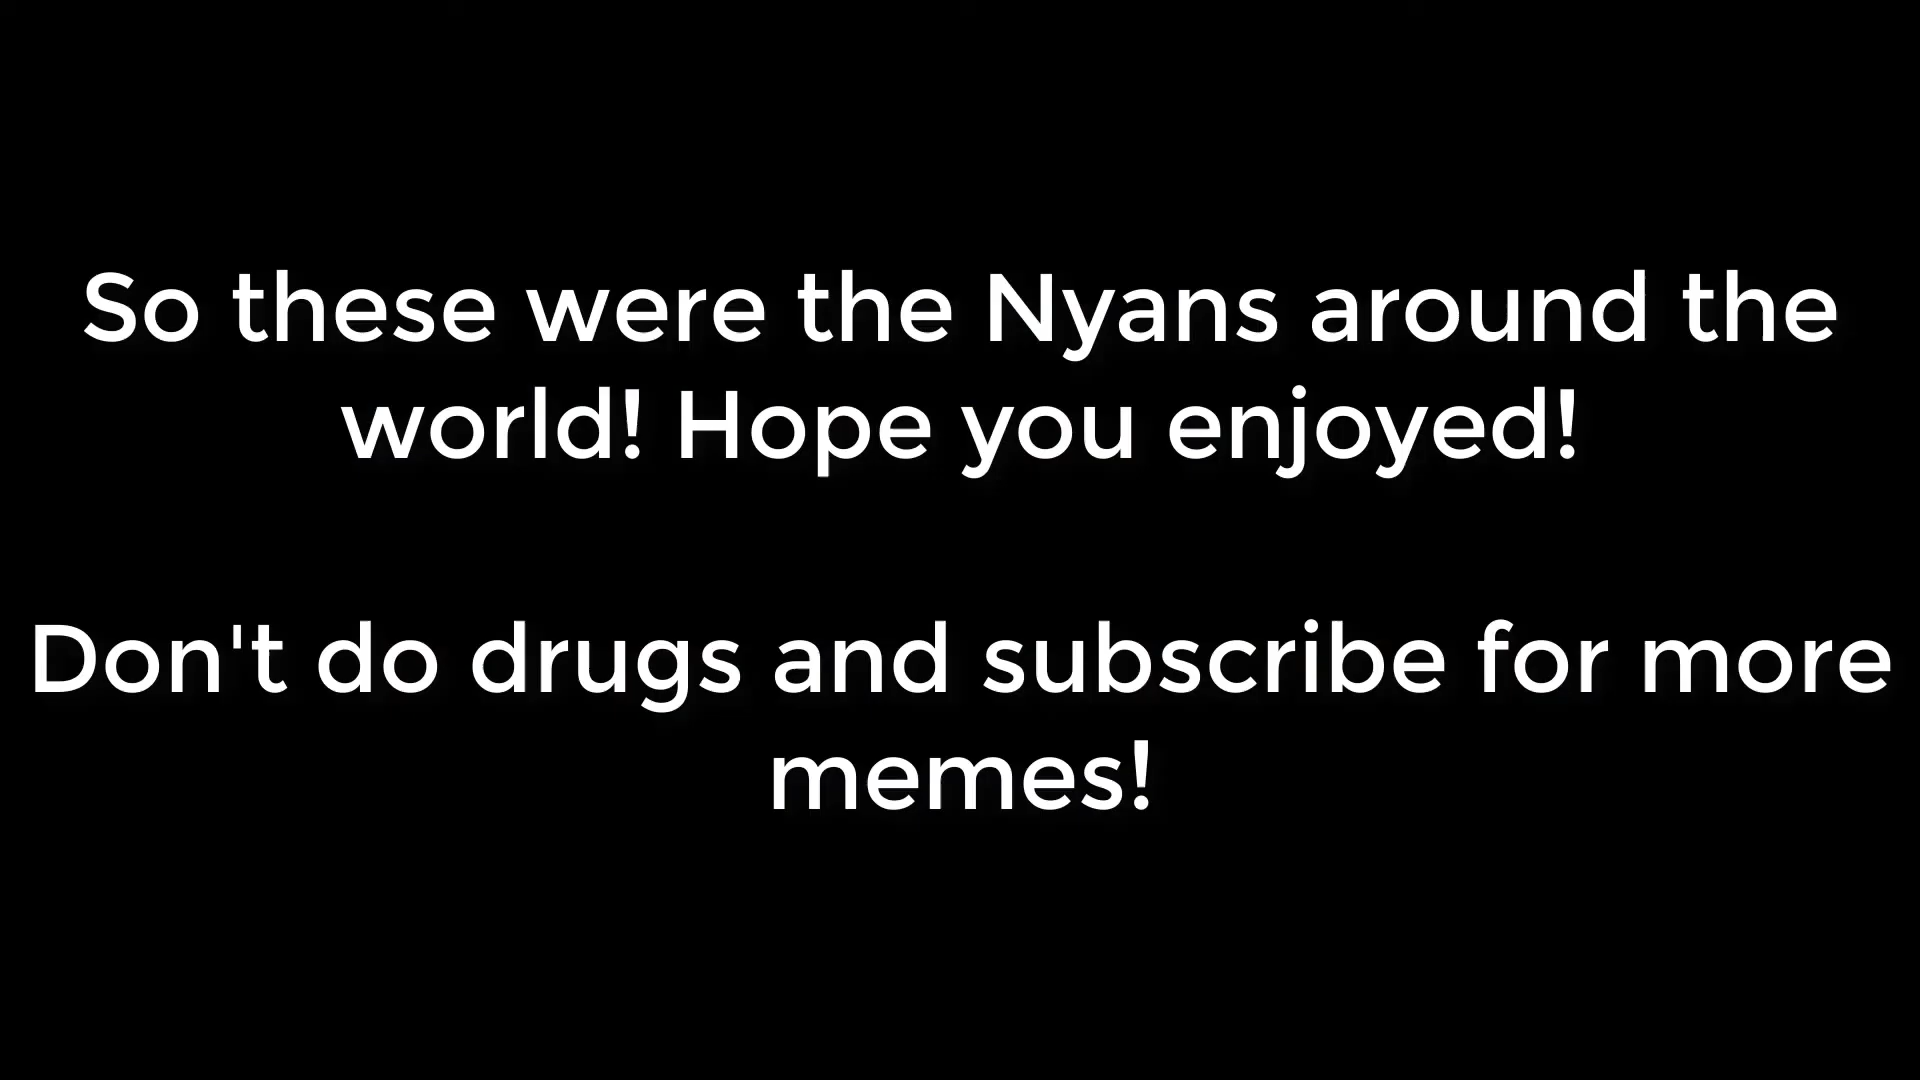 So these were the Nyans around the
world! Hope you enjoyed!
Don't do drugs and subscribe for more
memes!